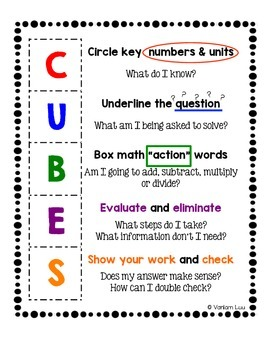 C
Circle key numbers & units
What do I know?
U
? ? ? ? ?
Underline the question
What am I being asked to solve?
B
Box math "action" words
Am I going to add, subtract, multiply
or divide?
E
Evaluate and eliminate
What steps do I take?
What information don't I need?
S
Show your work and check
Does my answer make sense?
How can I double check?
© Variam Luu